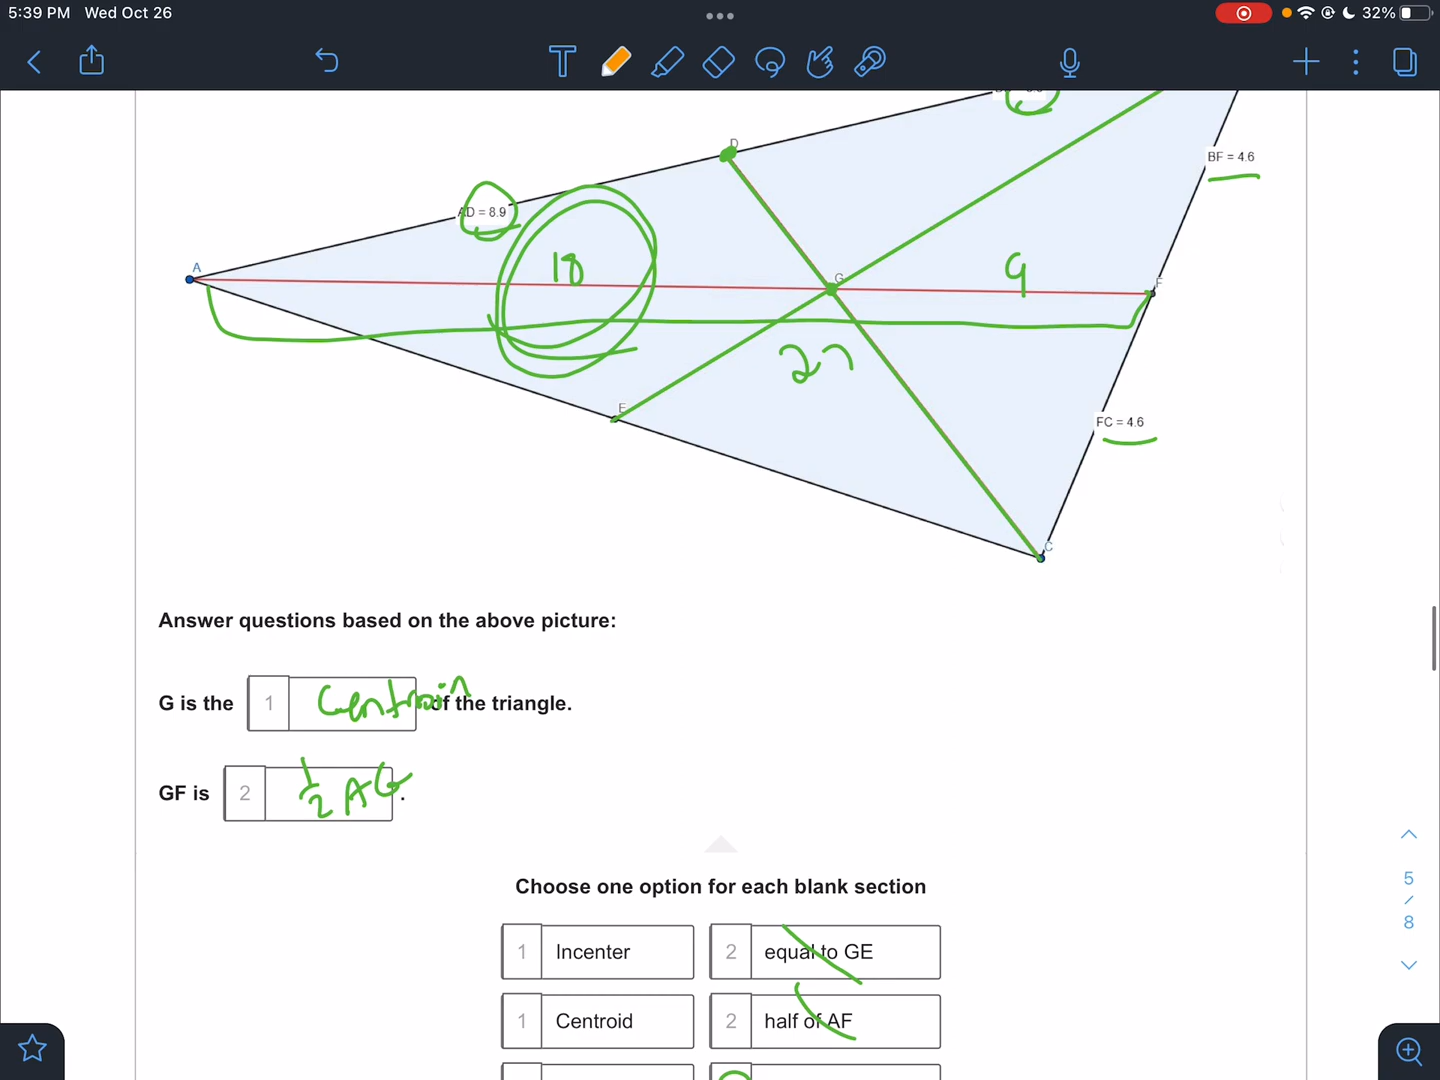 5:39 PM Wed Oct 26
32%
T
D
BF = 4.6
AD = 8.9
A
18
G
9
F
27
E
FC = 4.6
C
Answer questions based on the above picture:
G is the 1 Centroin of the triangle.
GF is 2 1/2 AG .
Choose one option for each blank section
1 Incenter 2 equal to GE
1 Centroid 2 half of AF
5
/
8